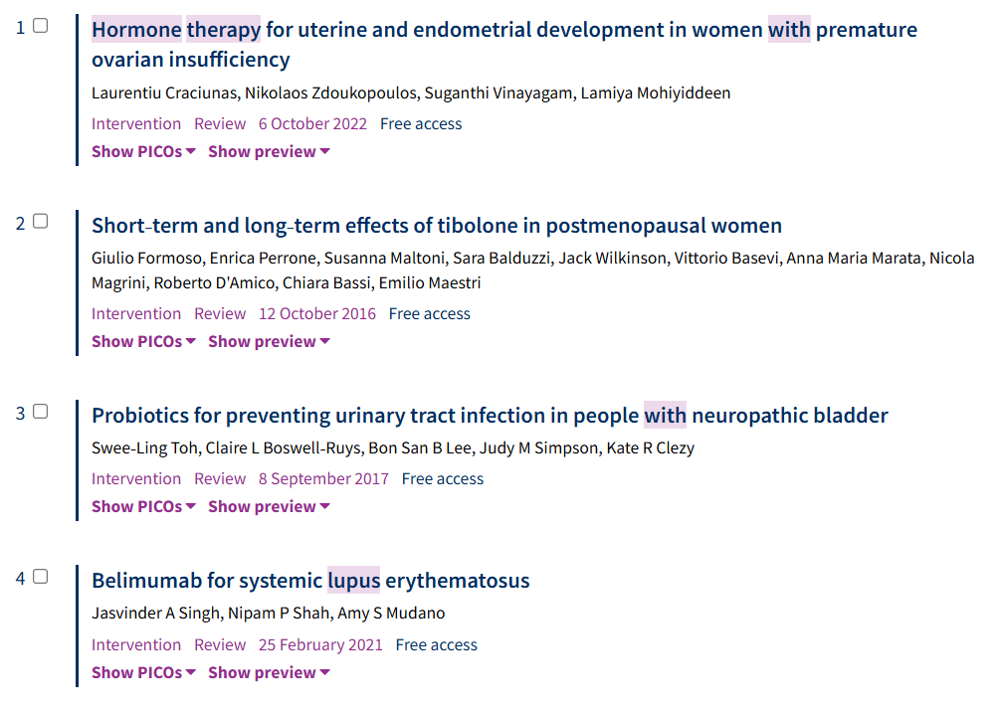 1
Hormone therapy for uterine and endometrial development in women with premature
ovarian insufficiency
Laurentiu Craciunas, Nikolaos Zdoukopoulos, Suganthi Vinayagam, Lamiya Mohiyiddeen
Intervention Review 6 October 2022 Free access
Show PICOs Show preview
2
Short-term and long-term effects of tibolone in postmenopausal women
Giulio Formoso, Enrica Perrone, Susanna Maltoni, Sara Balduzzi, Jack Wilkinson, Vittorio Basevi, Anna Maria Marata, Nicola
Magrini, Roberto D'Amico, Chiara Bassi, Emilio Maestri
Intervention Review 12 October 2016 Free access
Show PICOs Show preview
3
Probiotics for preventing urinary tract infection in people with neuropathic bladder
Swee-Ling Toh, Claire L Boswell-Ruys, Bon San B Lee, Judy M Simpson, Kate R Clezy
Intervention Review 8 September 2017 Free access
Show PICOs Show preview
4
Belimumab for systemic lupus erythematosus
Jasvinder A Singh, Nipam P Shah, Amy S Mudano
Intervention Review 25 February 2021 Free access
Show PICOs Show preview